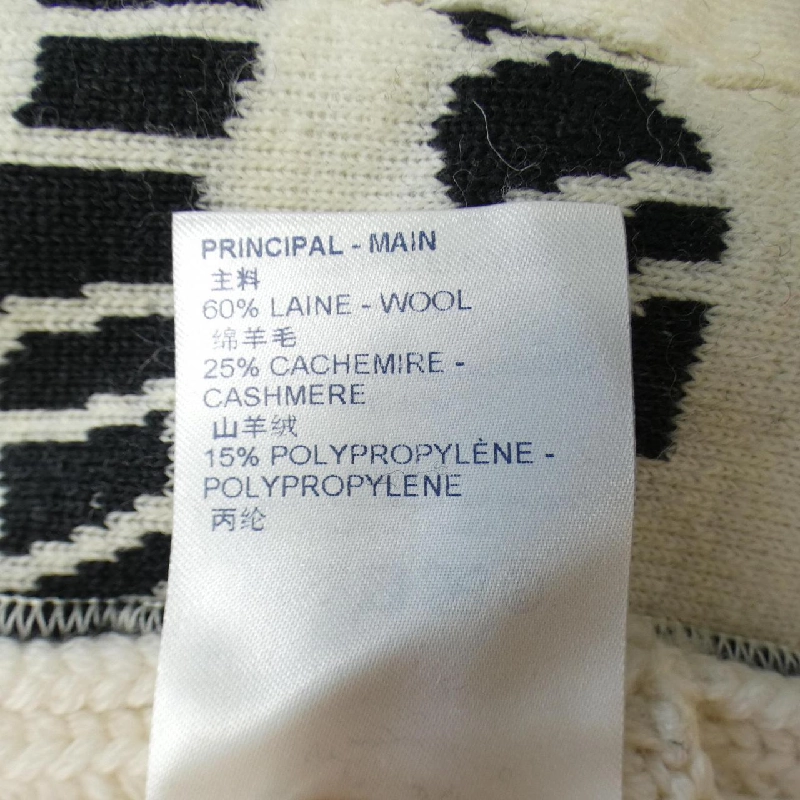 PRINCIPAL - MAIN
主料
60% LAINE - WOOL
绵羊毛
25% CACHEMIRE -
CASHMERE
山羊绒
15% POLYPROPYLÈNE -
POLYPROPYLENE
丙纶